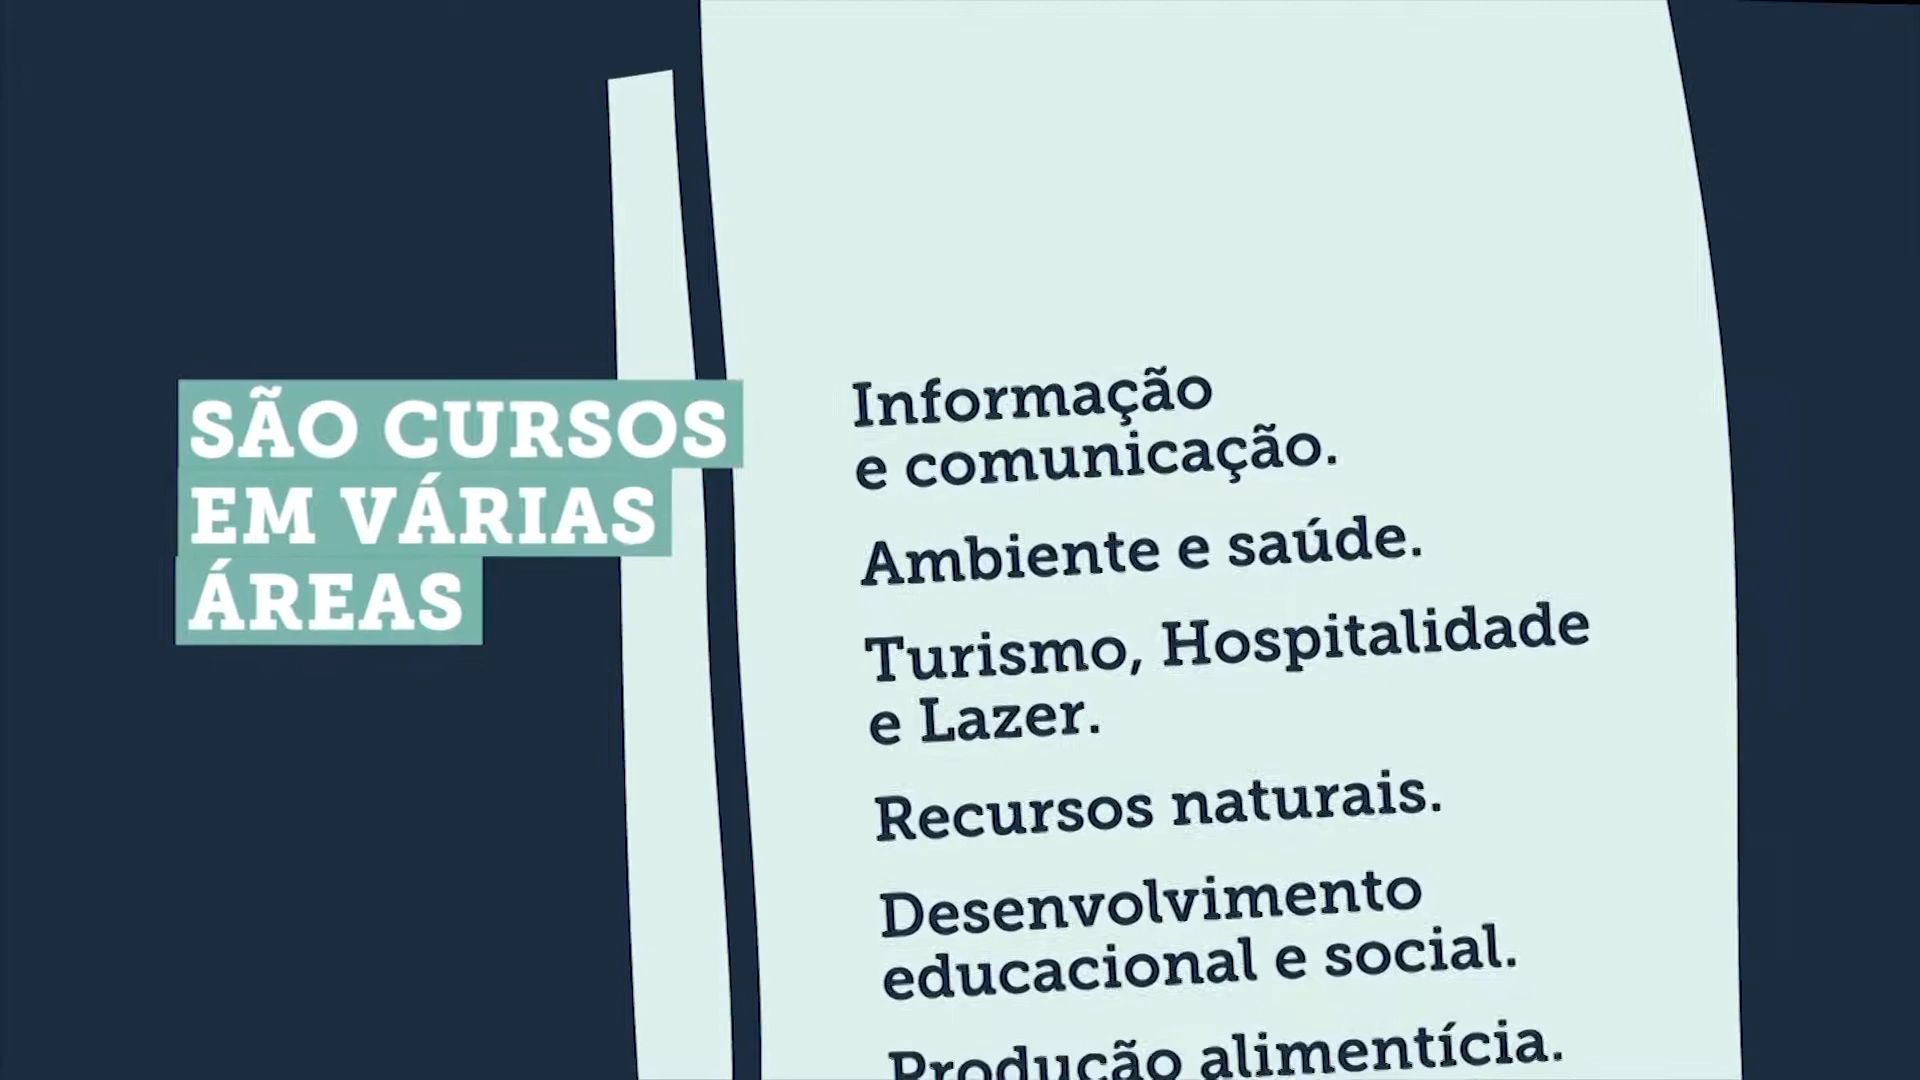 SÃO CURSOS
EM VÁRIAS
ÁREAS
Informação
e comunicação.
Ambiente e saúde.
Turismo, Hospitalidade
e Lazer.
Recursos naturais.
Desenvolvimento
educacional e social.
Produção alimentícia.